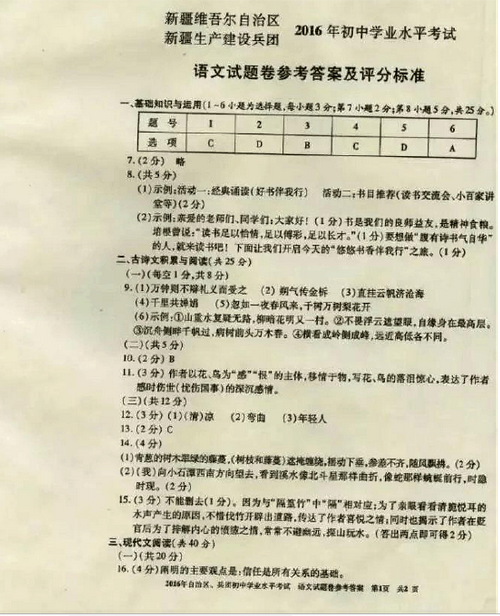 新疆维吾尔自治区
新疆生产建设兵团 2016 年初中学业水平考试
语文试题卷参考答案及评分标准
一、基础知识与运用(1~6小题为选择题,每小题3分;第7小题2分;第8小题5分,共25分。)
题 号 1 2 3 4 5 6
选 项 C D B C D A
7.(2分) 略
8.(共5分)
(1)示例:活动一:经典诵读(好书伴我行) 活动二:书目推荐(读书交流会、小百家讲
堂等)(2分)
(2)示例:亲爱的老师们、同学们:大家好!(1分)书是我们的良师益友,是精神食粮。
培根曾说:“读书足以怡情,足以傅彩,足以长才。”(1分)要想做“腹有诗书气自华”
的人,就来读书吧!下面让我们开启今天的“悠悠书香伴我行”之旅。(1分)
二、古诗文积累与阅读(共25分)
(一)(每空1分,共8分)
9.(1)万钟则不辩礼义而受之 (2)朔气传金柝 (3)直挂云帆济沧海
(4)千里共婵娟 (5)忽如一夜春风来,千树万树梨花开
(6)示例:①山重水复疑无路,柳暗花明又一村。②不畏浮云遮望眼,自缘身在最高层。
③沉舟侧畔千帆过,病树前头万木春。④横看成岭侧成峰,远近高低各不同。
(二)(共5分)
10.(2分)B
11.(3分)作者以花、鸟为“感”“恨”的主体,移情于物,写花、鸟的落泪惊心,表达了作者
感时伤世(忧伤国事)的深沉感情。
(三)(共12分)
12.(3分)(1)(清)凉 (2)弯曲 (3)年轻人
13.(2分)C
14.(4分)
(1)青葱的树木翠绿的藤蔓,(树枝和藤蔓)遮掩缠绕,摇动下垂,参差不齐,随风飘拂。(2分)
(2)(我)向小石潭西南方向望去,看到溪水像北斗星那样曲折,像蛇那样蜿蜒前行,时隐
时现。(2分)
15.(3分)不能删去(1分)。因为与“隔篁竹”中“隔”相对应;为了亲眼看看清脆悦耳的
水声产生的原因,不惜伐竹开辟出道路,传达了作者喜悦之情;同时也揭示了作者在贬
官后为了排解内心的愤懑之情,常常不避幽远,探山玩水。(答出两点即可得2分)
三、现代文阅读(共40分)
(一)(共20分)
16.(4分)阐明的主要观点是:信任是所有关系的基础。
2016年自治区、兵团初中学业水平考试 语文试题卷参考答案 第1页 共2页